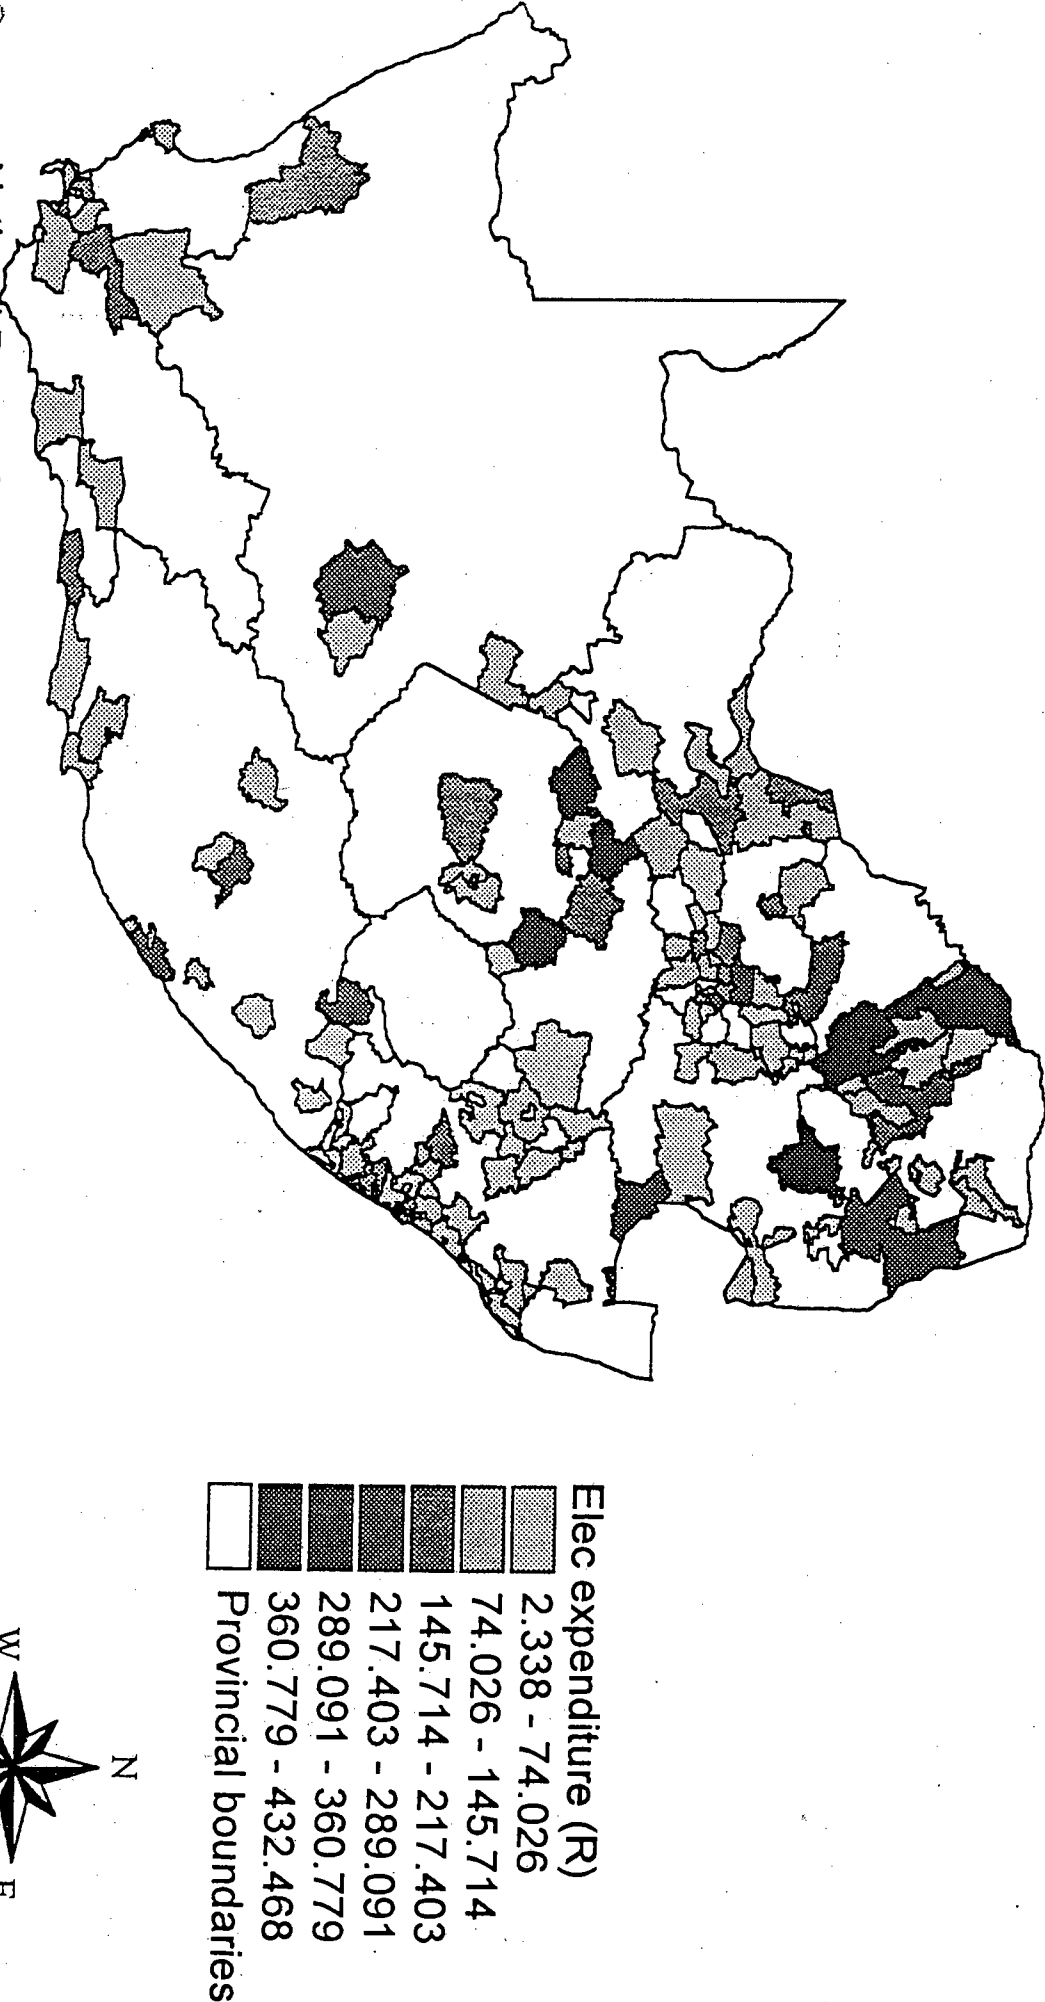 Elec expenditure (R)
2.338 - 74.026
74.026 - 145.714
145.714 - 217.403
217.403 - 289.091
289.091 - 360.779
360.779 - 432.468
Provincial boundaries
N
W
E